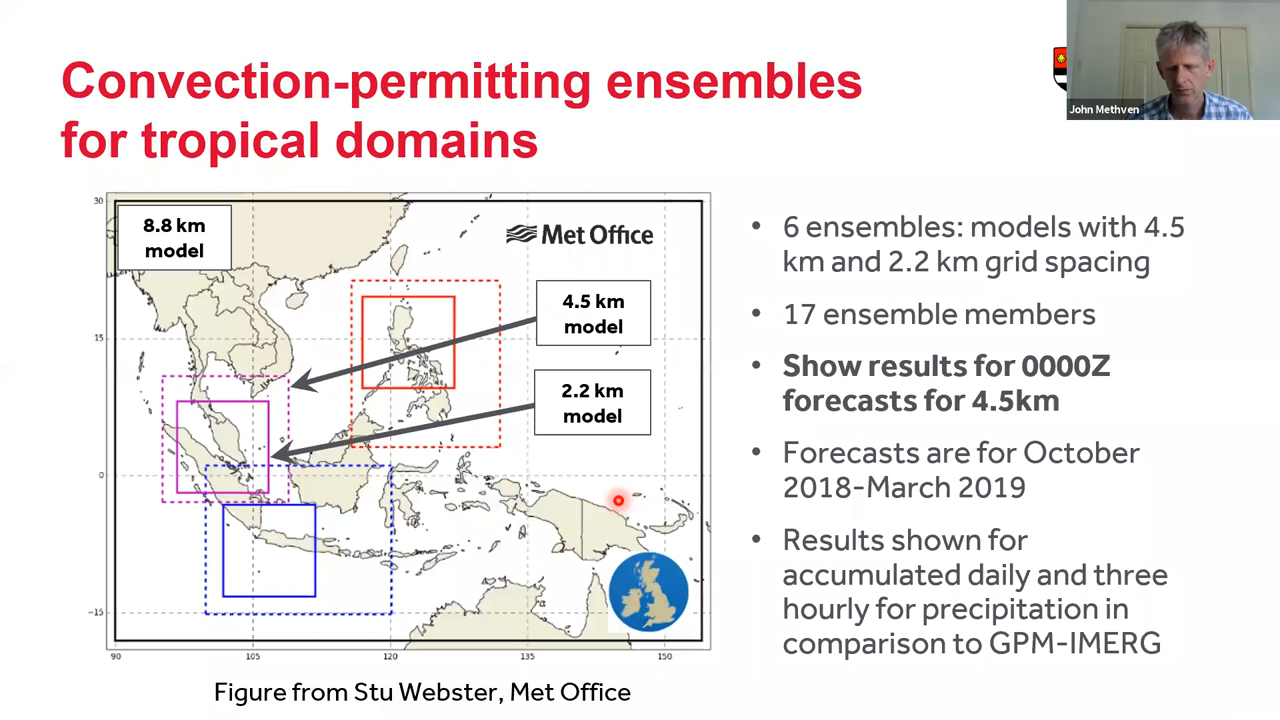 Convection-permitting ensembles
for tropical domains
John Methven
30
15
0
−15
90
105
120
135
150
8.8 km
model
Met Office
4.5 km
model
2.2 km
model
Figure from Stu Webster, Met Office
• 6 ensembles: models with 4.5
km and 2.2 km grid spacing
• 17 ensemble members
• Show results for 0000Z
forecasts for 4.5km
• Forecasts are for October
2018-March 2019
• Results shown for
accumulated daily and three
hourly for precipitation in
comparison to GPM-IMERG